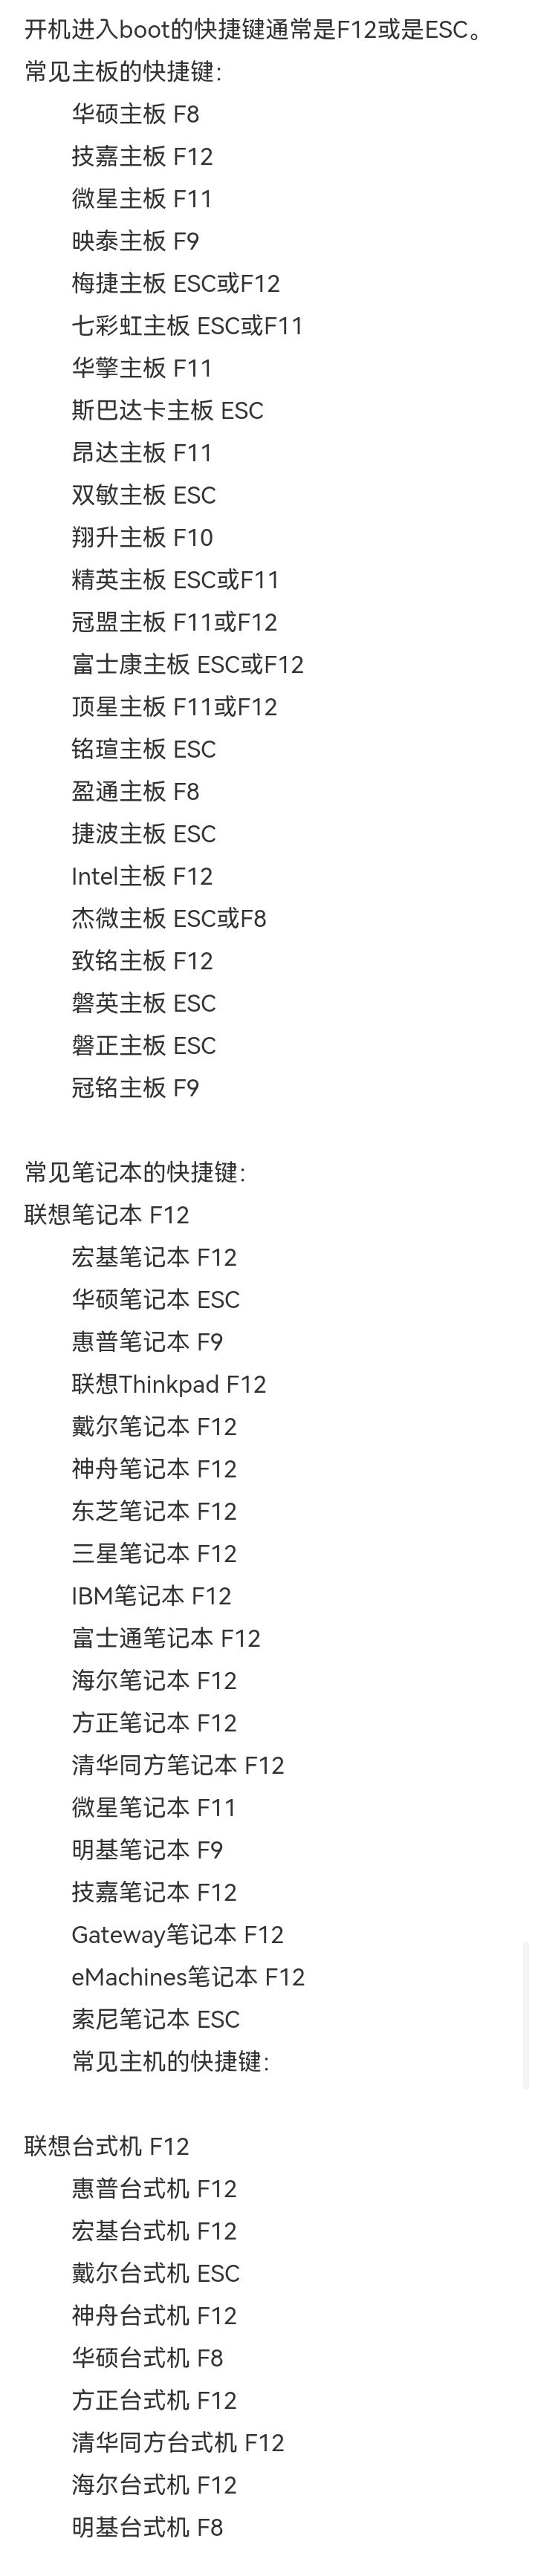 开机进入boot的快捷键通常是F12或是ESC。
常见主板的快捷键：
华硕主板 F8
技嘉主板 F12
微星主板 F11
映泰主板 F9
梅捷主板 ESC或F12
七彩虹主板 ESC或F11
华擎主板 F11
斯巴达卡主板 ESC
昂达主板 F11
双敏主板 ESC
翔升主板 F10
精英主板 ESC或F11
冠盟主板 F11或F12
富士康主板 ESC或F12
顶星主板 F11或F12
铭瑄主板 ESC
盈通主板 F8
捷波主板 ESC
Intel主板 F12
杰微主板 ESC或F8
致铭主板 F12
磐英主板 ESC
磐正主板 ESC
冠铭主板 F9
常见笔记本的快捷键：
联想笔记本 F12
宏基笔记本 F12
华硕笔记本 ESC
惠普笔记本 F9
联想Thinkpad F12
戴尔笔记本 F12
神舟笔记本 F12
东芝笔记本 F12
三星笔记本 F12
IBM笔记本 F12
富士通笔记本 F12
海尔笔记本 F12
方正笔记本 F12
清华同方笔记本 F12
微星笔记本 F11
明基笔记本 F9
技嘉笔记本 F12
Gateway笔记本 F12
eMachines笔记本 F12
索尼笔记本 ESC
常见主机的快捷键：
联想台式机 F12
惠普台式机 F12
宏基台式机 F12
戴尔台式机 ESC
神舟台式机 F12
华硕台式机 F8
方正台式机 F12
清华同方台式机 F12
海尔台式机 F12
明基台式机 F8